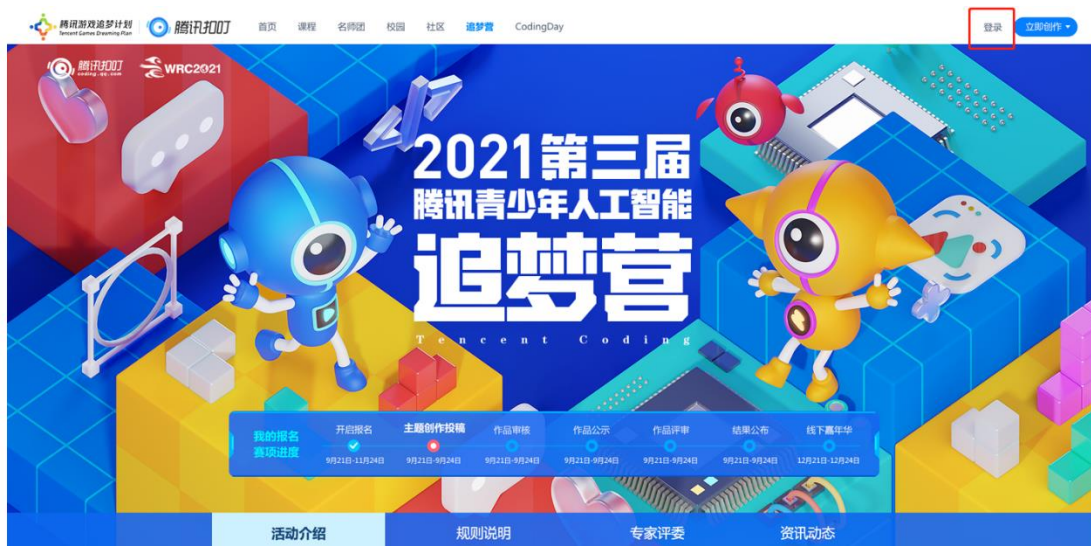 腾讯游戏追梦计划
Tencent Games Dreaming Plan
腾讯扣叮
首页 课程 名师团 校园 社区 追梦营 CodingDay
登录
立即创作
腾讯扣叮
coding.qq.com
WRC2021
2021第三届
腾讯青少年人工智能
追梦营
Tencent Coding
我的报名
赛项进度
开启报名 主题创作投稿 作品审核 作品公示 作品评审 结果公布 线下嘉年华
9月21日-11月24日 9月21日-9月24日 9月21日-9月24日 9月21日-9月24日 9月21日-9月24日 9月21日-9月24日 12月21日-12月24日
活动介绍 规则说明 专家评委 资讯动态